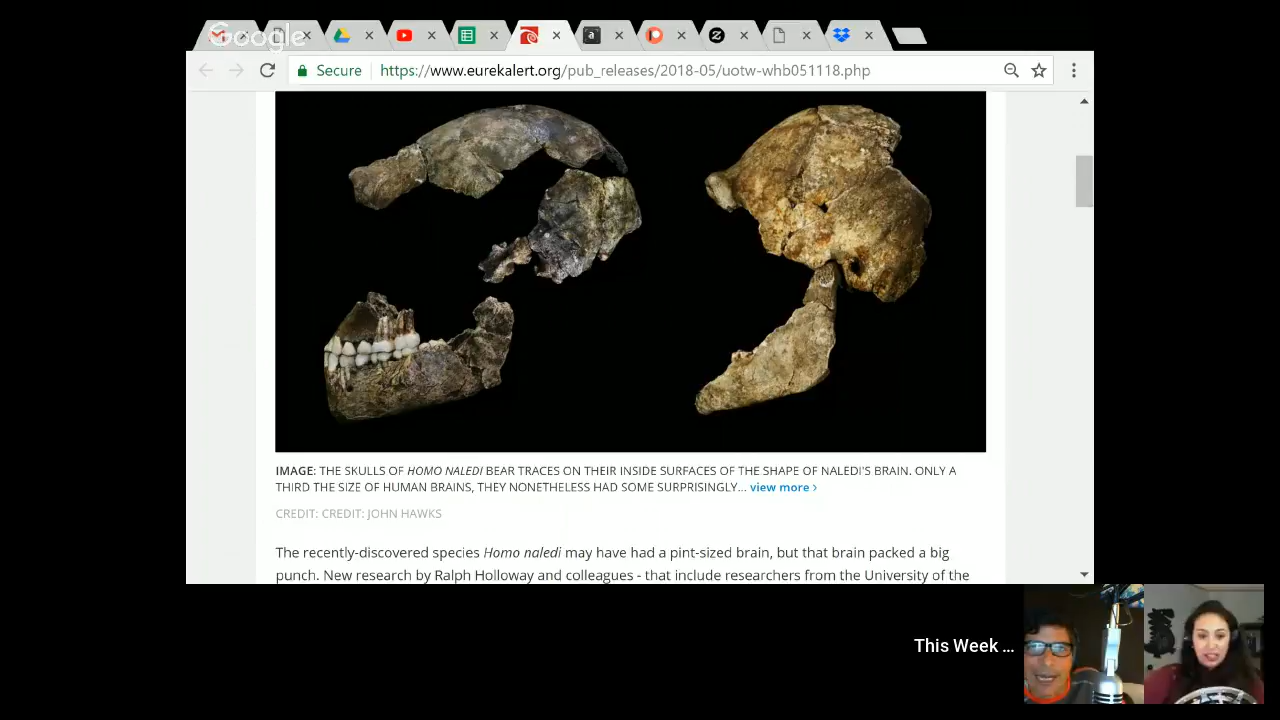 Google
a
Z
Secure https://www.eurekalert.org/pub_releases/2018-05/uotw-whb051118.php
IMAGE: THE SKULLS OF HOMO NALEDI BEAR TRACES ON THEIR INSIDE SURFACES OF THE SHAPE OF NALEDI'S BRAIN. ONLY A
THIRD THE SIZE OF HUMAN BRAINS, THEY NONETHELESS HAD SOME SURPRISINGLY... view more ›
CREDIT: CREDIT: JOHN HAWKS
The recently-discovered species Homo naledi may have had a pint-sized brain, but that brain packed a big
punch. New research by Ralph Holloway and colleagues - that include researchers from the University of the
This Week ...